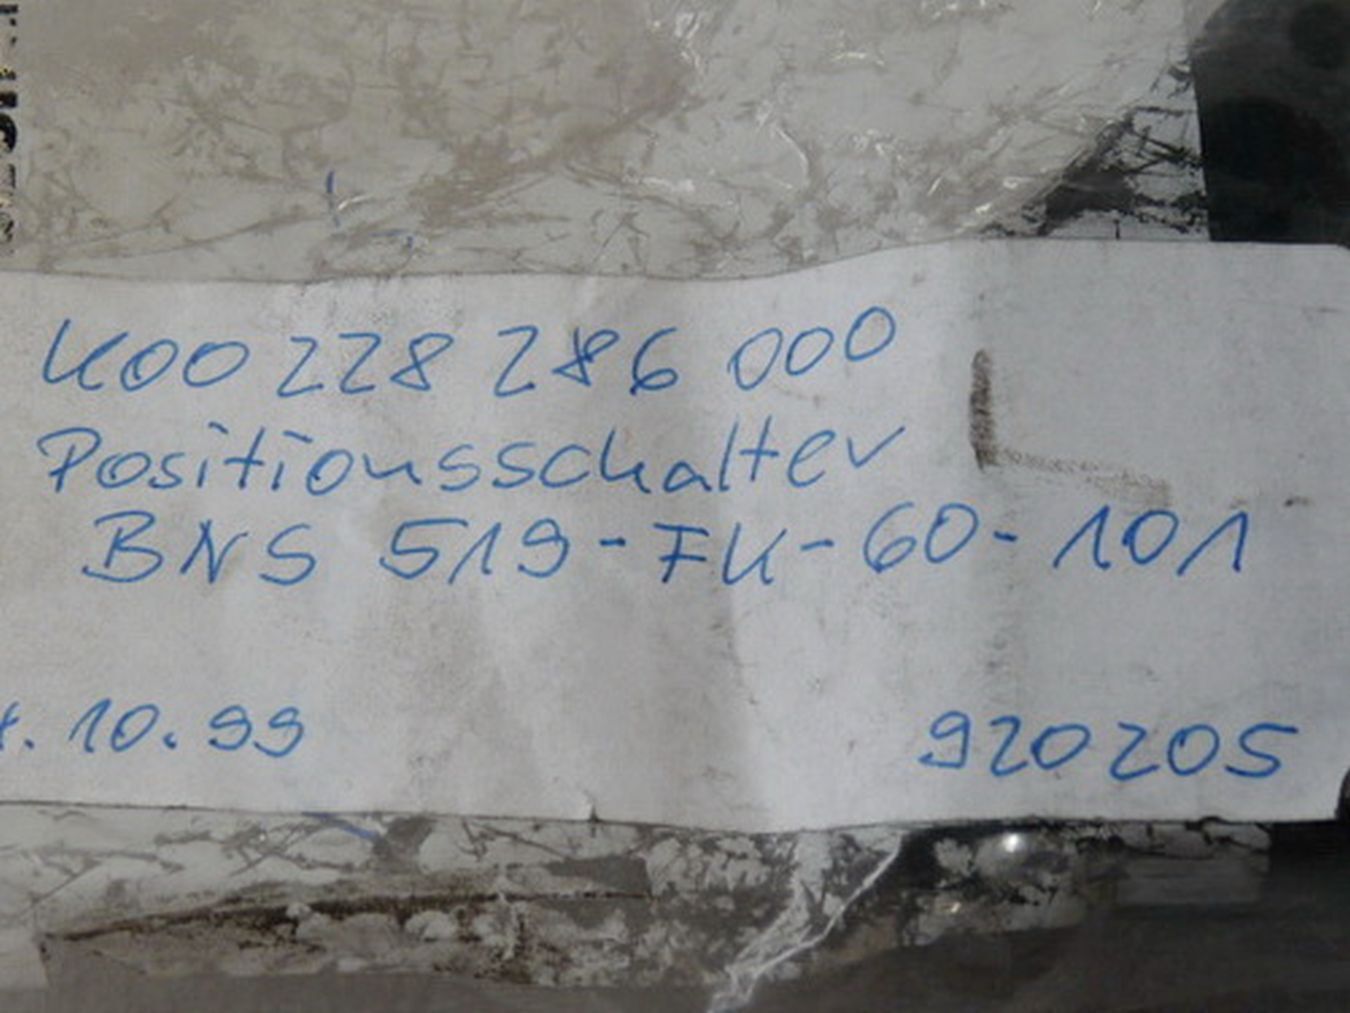 K00 228 286 000
Positionsschalter
BNS 519-FK-60-101
.10.99
920205